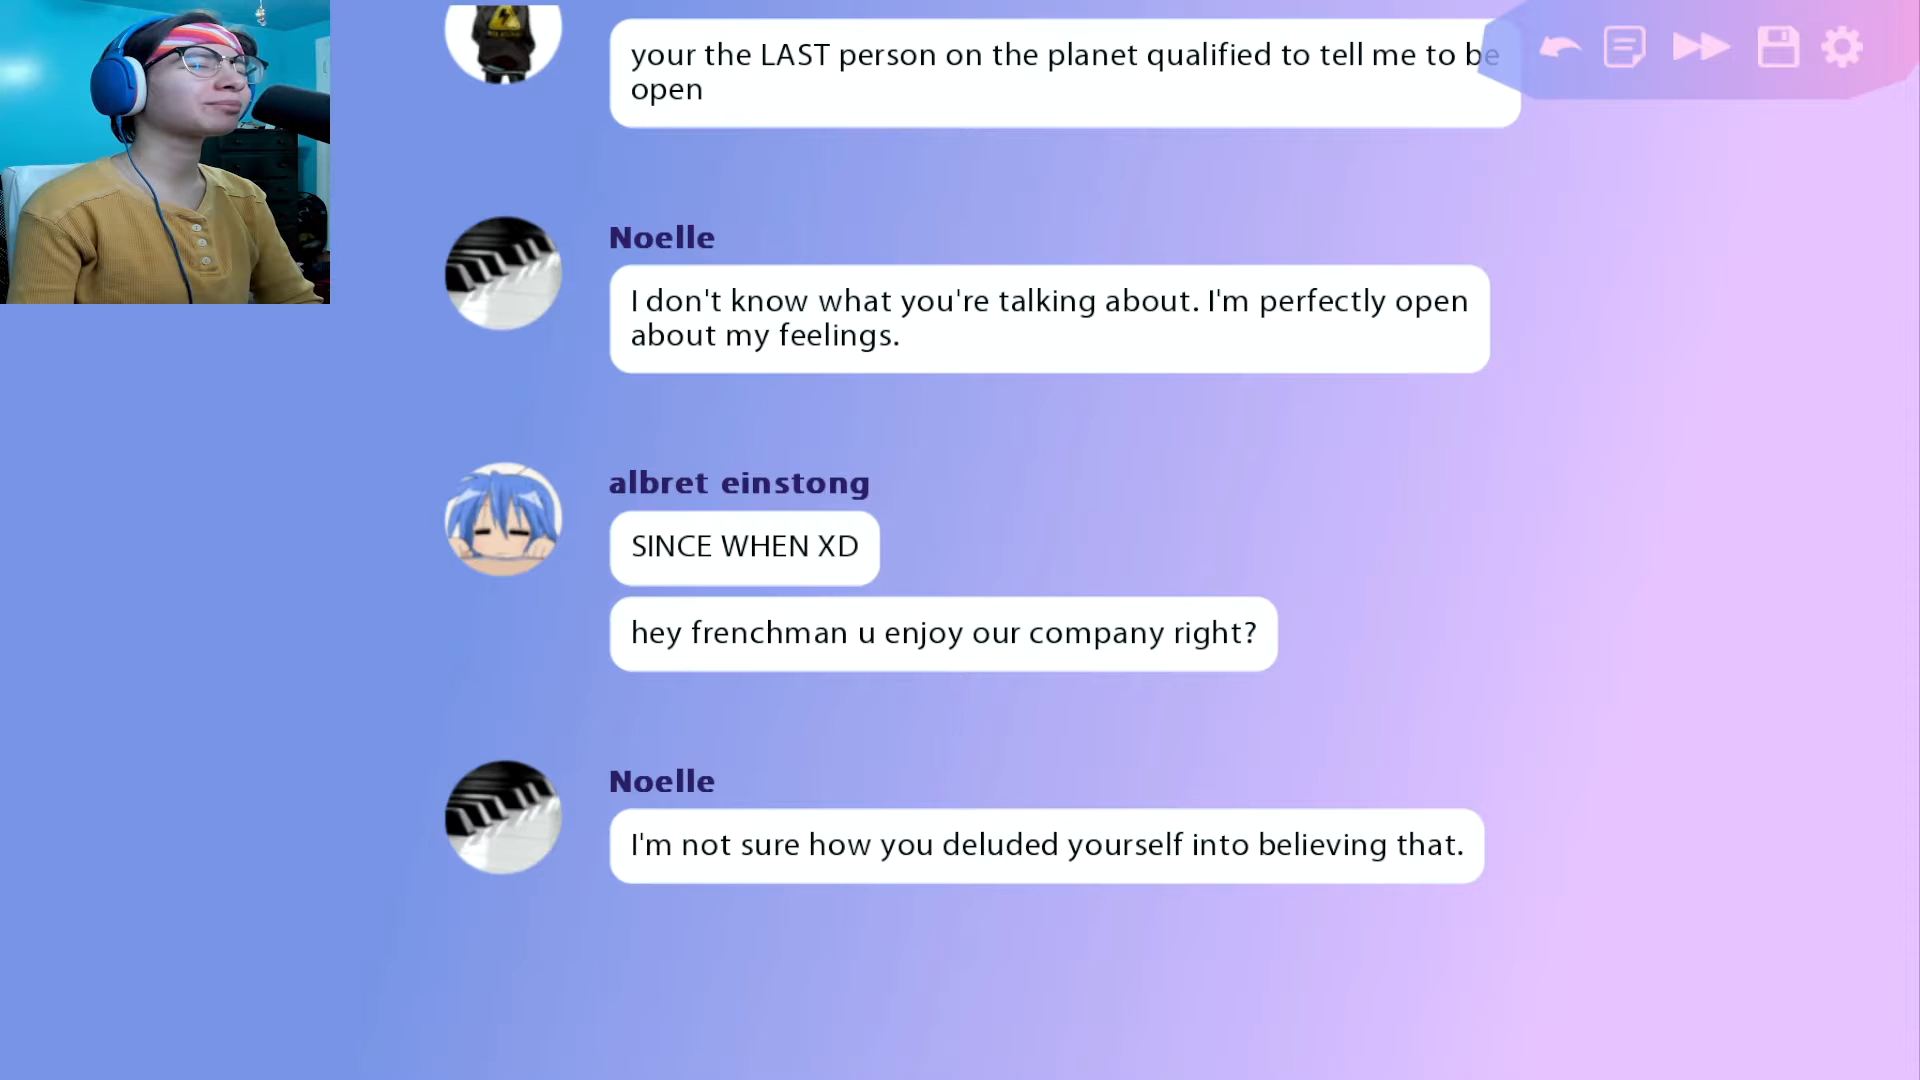 your the LAST person on the planet qualified to tell me to be
open
Noelle
I don't know what you're talking about. I'm perfectly open
about my feelings.
albret einstong
SINCE WHEN XD
hey frenchman u enjoy our company right?
Noelle
I'm not sure how you deluded yourself into believing that.